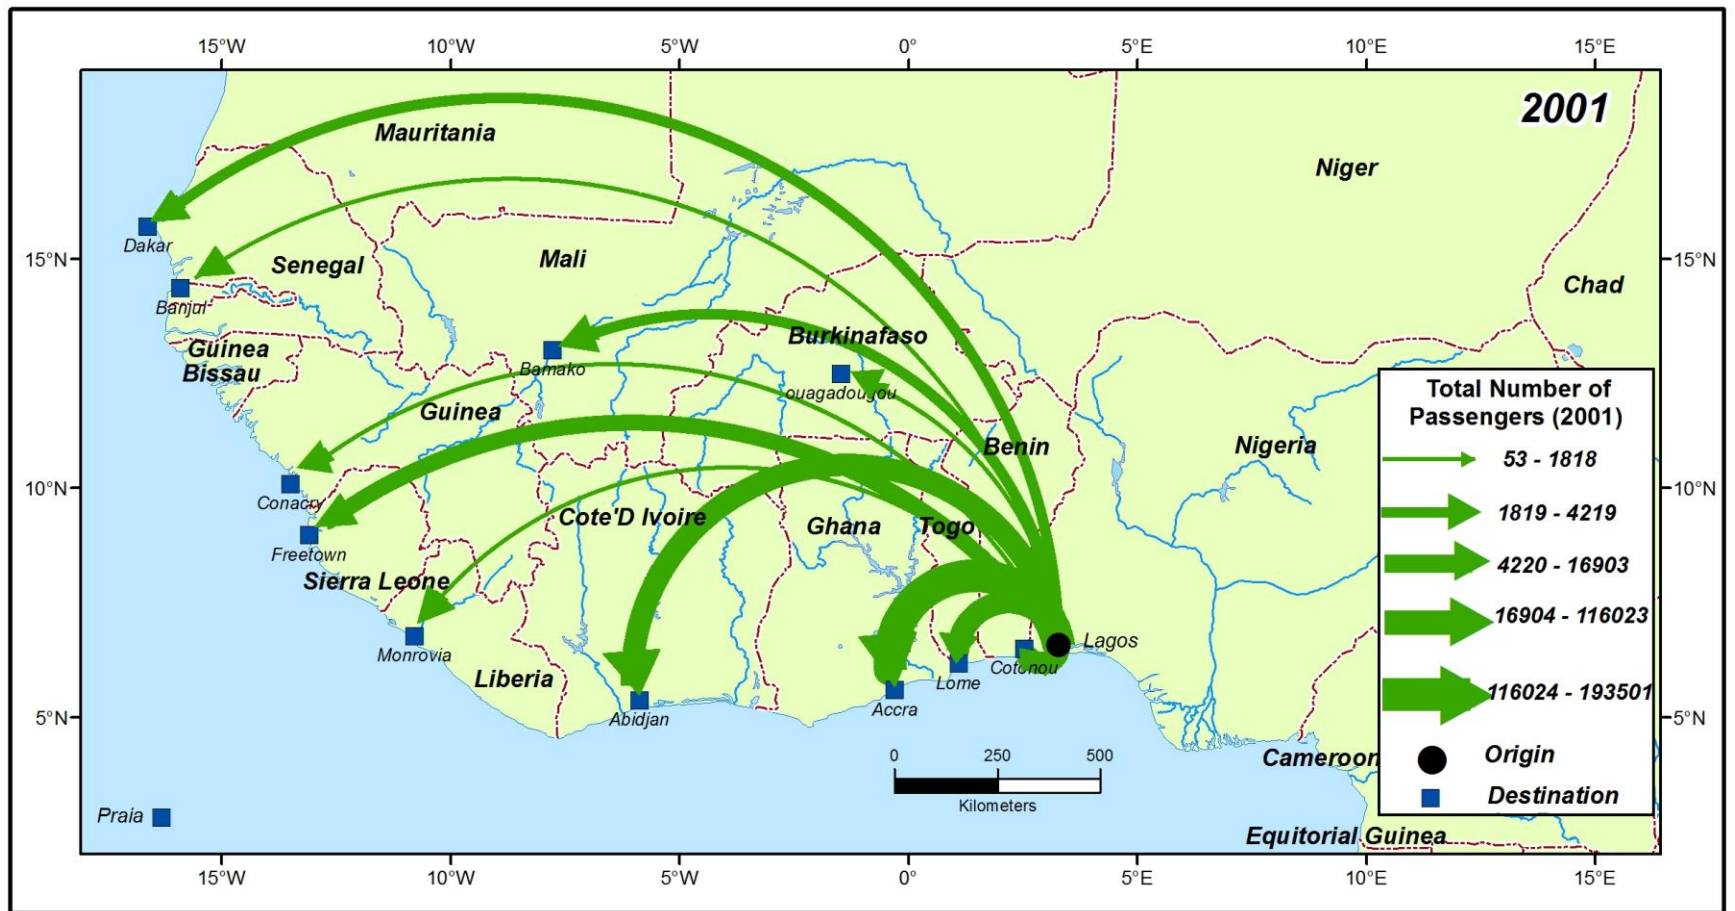 15°W 10°W 5°W 0° 5°E 10°E 15°E
2001
Mauritania
Niger
Dakar
Senegal
Mali
15°N
15°N
Chad
Banjul
Guinea
Bissau
Burkinafaso
Bamako
ouagadougou
Guinea
Benin
Nigeria
Conacry
10°N
10°N
Cote'D Ivoire
Ghana
Togo
Freetown
Sierra Leone
Monrovia
Liberia
Lagos
Cotonou
Lome
Accra
Abidjan
5°N
5°N
0 250 500
Kilometers
Cameroon
Praia
Equitorial Guinea
Total Number of
Passengers (2001)
53 - 1818
1819 - 4219
4220 - 16903
16904 - 116023
116024 - 193501
Origin
Destination
15°W 10°W 5°W 0° 5°E 10°E 15°E